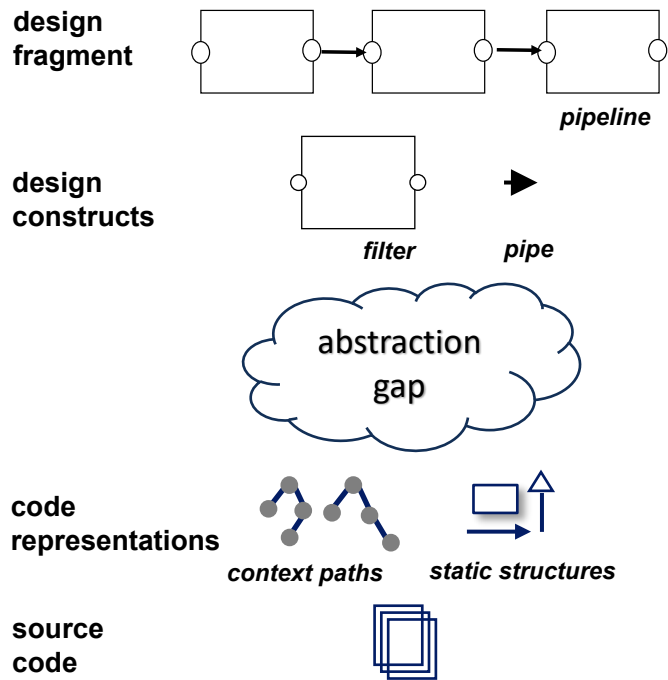 design
fragment
pipeline
design
constructs
filter
pipe
abstraction
gap
code
representations
context paths
static structures
source
code